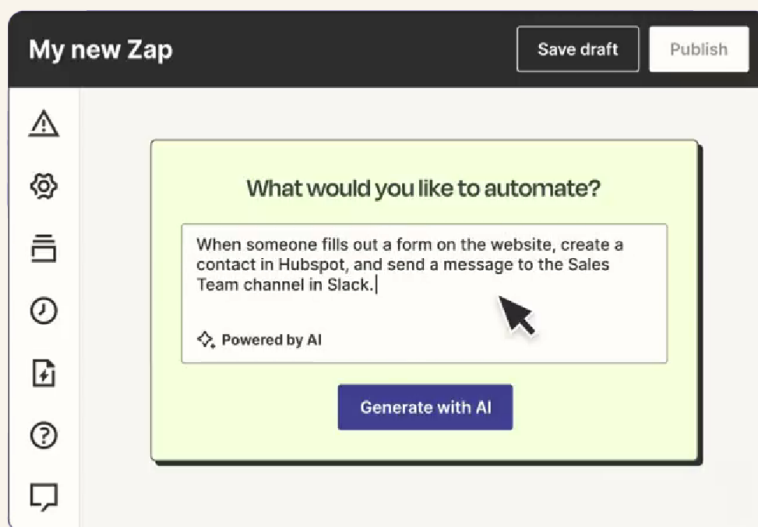 My new Zap
Save draft
Publish
What would you like to automate?
When someone fills out a form on the website, create a
contact in Hubspot, and send a message to the Sales
Team channel in Slack.
Powered by AI
Generate with AI